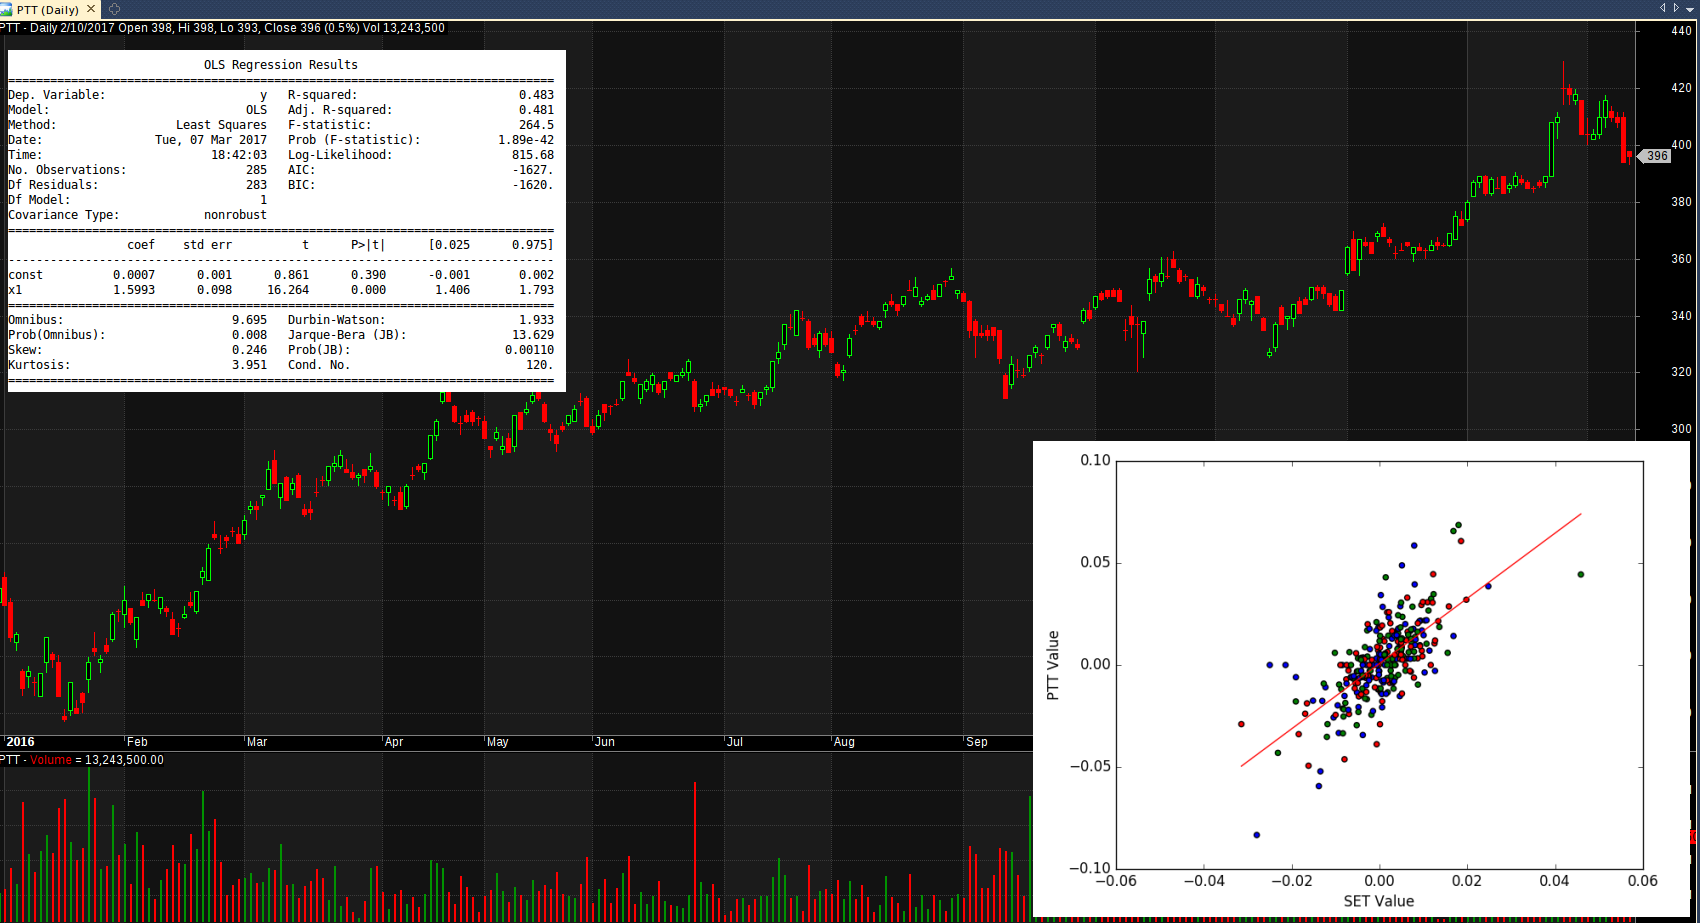 PTT (Daily)
PTT - Daily 2/10/2017 Open 398, Hi 398, Lo 393, Close 396 (0.5%) Vol 13,243,500
OLS Regression Results
Dep. Variable: y R-squared: 0.483
Model: OLS Adj. R-squared: 0.481
Method: Least Squares F-statistic: 264.5
Date: Tue, 07 Mar 2017 Prob (F-statistic): 1.89e-42
Time: 18:42:03 Log-Likelihood: 815.68
No. Observations: 285 AIC: -1627.
Df Residuals: 283 BIC: -1620.
Df Model: 1
Covariance Type: nonrobust
coef std err t P>|t| [0.025 0.975]
const 0.0007 0.001 0.861 0.390 -0.001 0.002
x1 1.5993 0.098 16.264 0.000 1.406 1.793
Omnibus: 9.695 Durbin-Watson: 1.933
Prob(Omnibus): 0.008 Jarque-Bera (JB): 13.629
Skew: 0.246 Prob(JB): 0.00110
Kurtosis: 3.951 Cond. No. 120.
440
420
400
396
380
360
340
320
300
0.10
0.05
0.00
−0.05
−0.10
PTT Value
−0.06 −0.04 −0.02 0.00 0.02 0.04 0.06
SET Value
2016 Feb Mar Apr May Jun Jul Aug Sep
PTT - Volume = 13,243,500.00